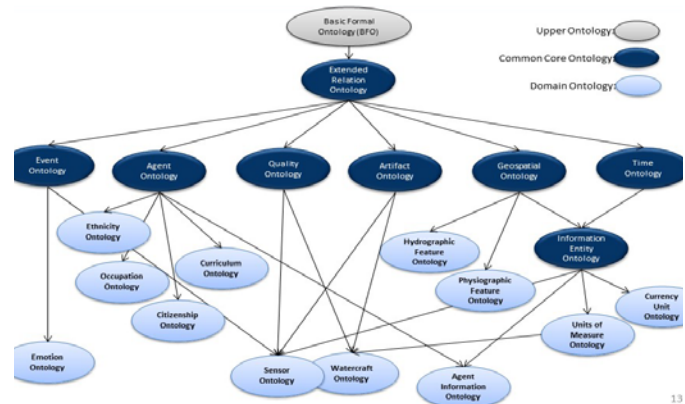 Basic Formal
Ontology (BFO)
Upper Ontology:
Common Core Ontology:
Domain Ontology:
Extended
Relation
Ontology
Event
Ontology
Agent
Ontology
Quality
Ontology
Artifact
Ontology
Geospatial
Ontology
Time
Ontology
Ethnicity
Ontology
Occupation
Ontology
Citizenship
Ontology
Curriculum
Ontology
Hydrographic
Feature
Ontology
Physiographic
Feature
Ontology
Information
Entity
Ontology
Currency
Unit
Ontology
Units of
Measure
Ontology
Emotion
Ontology
Sensor
Ontology
Watercraft
Ontology
Agent
Information
Ontology
13